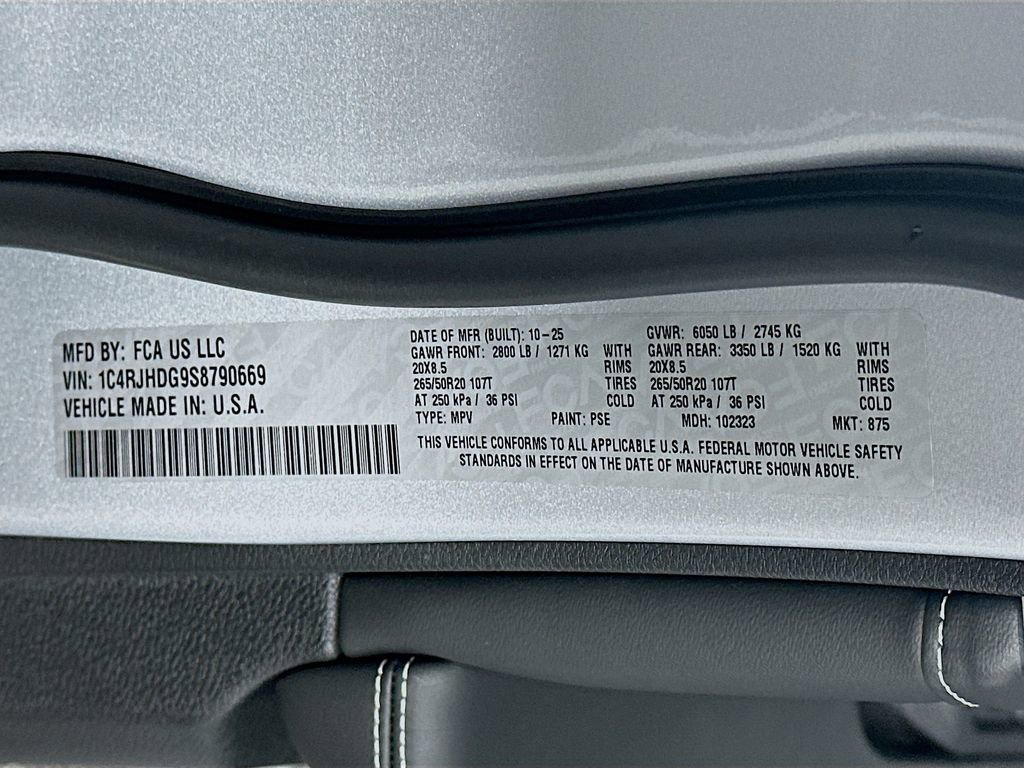 MFD BY: FCA US LLC
VIN: 1C4RJHDG9S8790669
VEHICLE MADE IN: U.S.A.
DATE OF MFR (BUILT): 10-25 GVWR: 6050 LB / 2745 KG
GAWR FRONT: 2800 LB / 1271 KG WITH GAWR REAR: 3350 LB / 1520 KG WITH
20X8.5 RIMS 20X8.5 RIMS
265/50R20 107T TIRES 265/50R20 107T TIRES
AT 250 kPa / 36 PSI COLD AT 250 kPa / 36 PSI COLD
TYPE: MPV PAINT: PSE MDH: 102323 MKT: 875
THIS VEHICLE CONFORMS TO ALL APPLICABLE U.S.A. FEDERAL MOTOR VEHICLE SAFETY
STANDARDS IN EFFECT ON THE DATE OF MANUFACTURE SHOWN ABOVE.